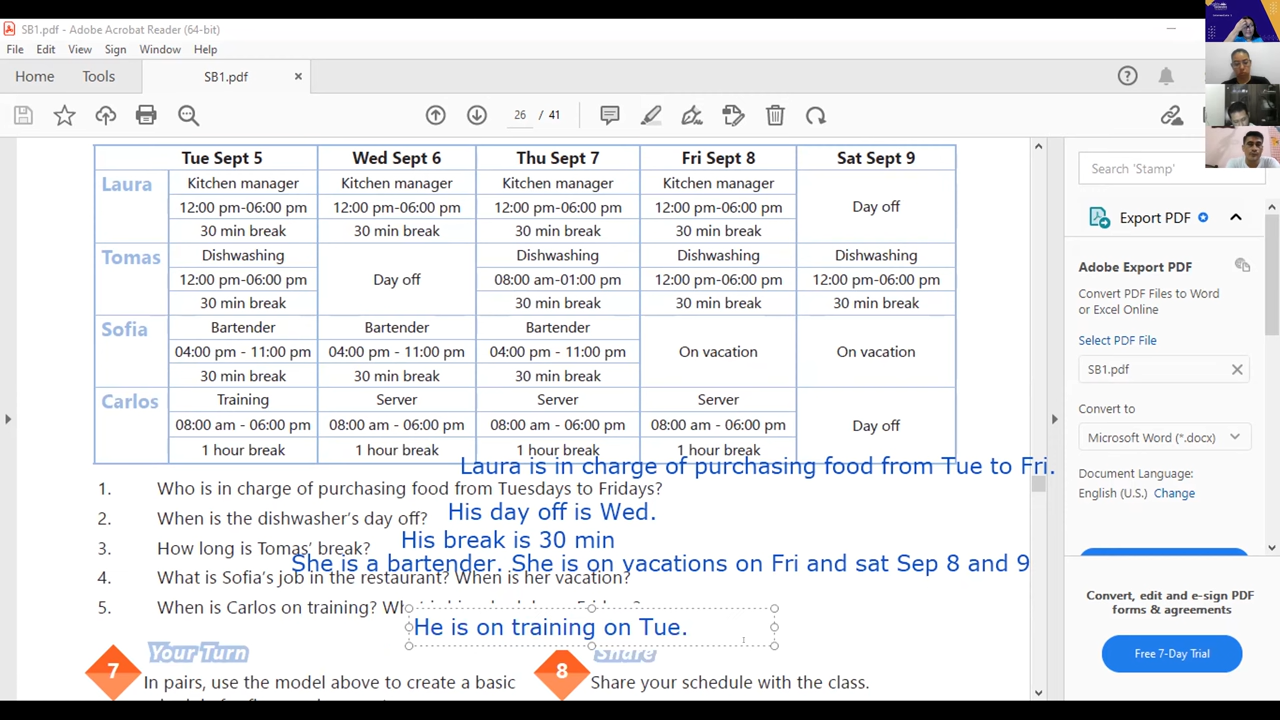 SB1.pdf - Adobe Acrobat Reader (64-bit)
File Edit View Sign Window Help
Home Tools SB1.pdf ×
26 / 41
Tue Sept 5 Wed Sept 6 Thu Sept 7 Fri Sept 8 Sat Sept 9
Laura Kitchen manager Kitchen manager Kitchen manager Kitchen manager Day off
12:00 pm-06:00 pm 12:00 pm-06:00 pm 12:00 pm-06:00 pm 12:00 pm-06:00 pm
30 min break 30 min break 30 min break 30 min break
Tomas Dishwashing Day off Dishwashing Dishwashing Dishwashing
12:00 pm-06:00 pm 08:00 am-01:00 pm 12:00 pm-06:00 pm 12:00 pm-06:00 pm
30 min break 30 min break 30 min break 30 min break
Sofia Bartender Bartender Bartender On vacation On vacation
04:00 pm - 11:00 pm 04:00 pm - 11:00 pm 04:00 pm - 11:00 pm
30 min break 30 min break 30 min break
Carlos Training Server Server Server Day off
08:00 am - 06:00 pm 08:00 am - 06:00 pm 08:00 am - 06:00 pm 08:00 am - 06:00 pm
1 hour break 1 hour break 1 hour break 1 hour break
Laura is in charge of purchasing food from Tue to Fri.
1. Who is in charge of purchasing food from Tuesdays to Fridays?
2. When is the dishwasher's day off? His day off is Wed.
3. How long is Tomas' break? His break is 30 min
She is a bartender. She is on vacations on Fri and sat Sep 8 and 9
4. What is Sofia's job in the restaurant? When is her vacation?
5. When is Carlos on training?
He is on training on Tue.
7 Your Turn
In pairs, use the model above to create a basic
8 Share
Share your schedule with the class.
Search 'Stamp'
Export PDF
Adobe Export PDF
Convert PDF Files to Word
or Excel Online
Select PDF File
SB1.pdf
Convert to
Microsoft Word (*.docx)
Document Language:
English (U.S.) Change
Convert, edit and e-sign PDF
forms & agreements
Free 7-Day Trial